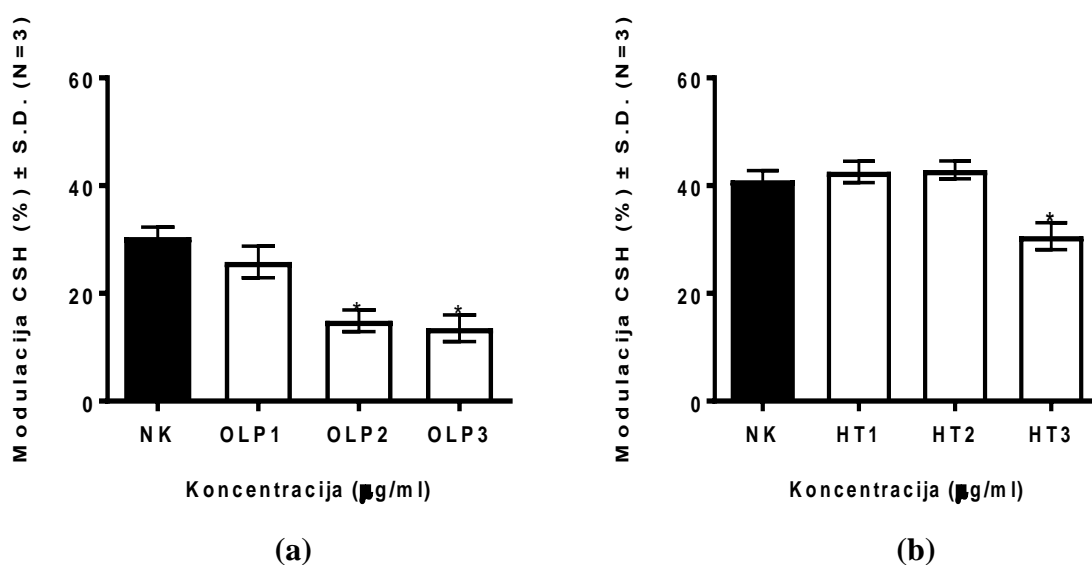 Modulacija CSH (%) ± S.D. (N=3)
60
40
20
0
*
*
NK OLP1 OLP2 OLP3
Koncentracija (μg/ml)
(a)
Modulacija CSH (%) ± S.D. (N=3)
60
40
20
0
*
NK HT1 HT2 HT3
Koncentracija (μg/ml)
(b)